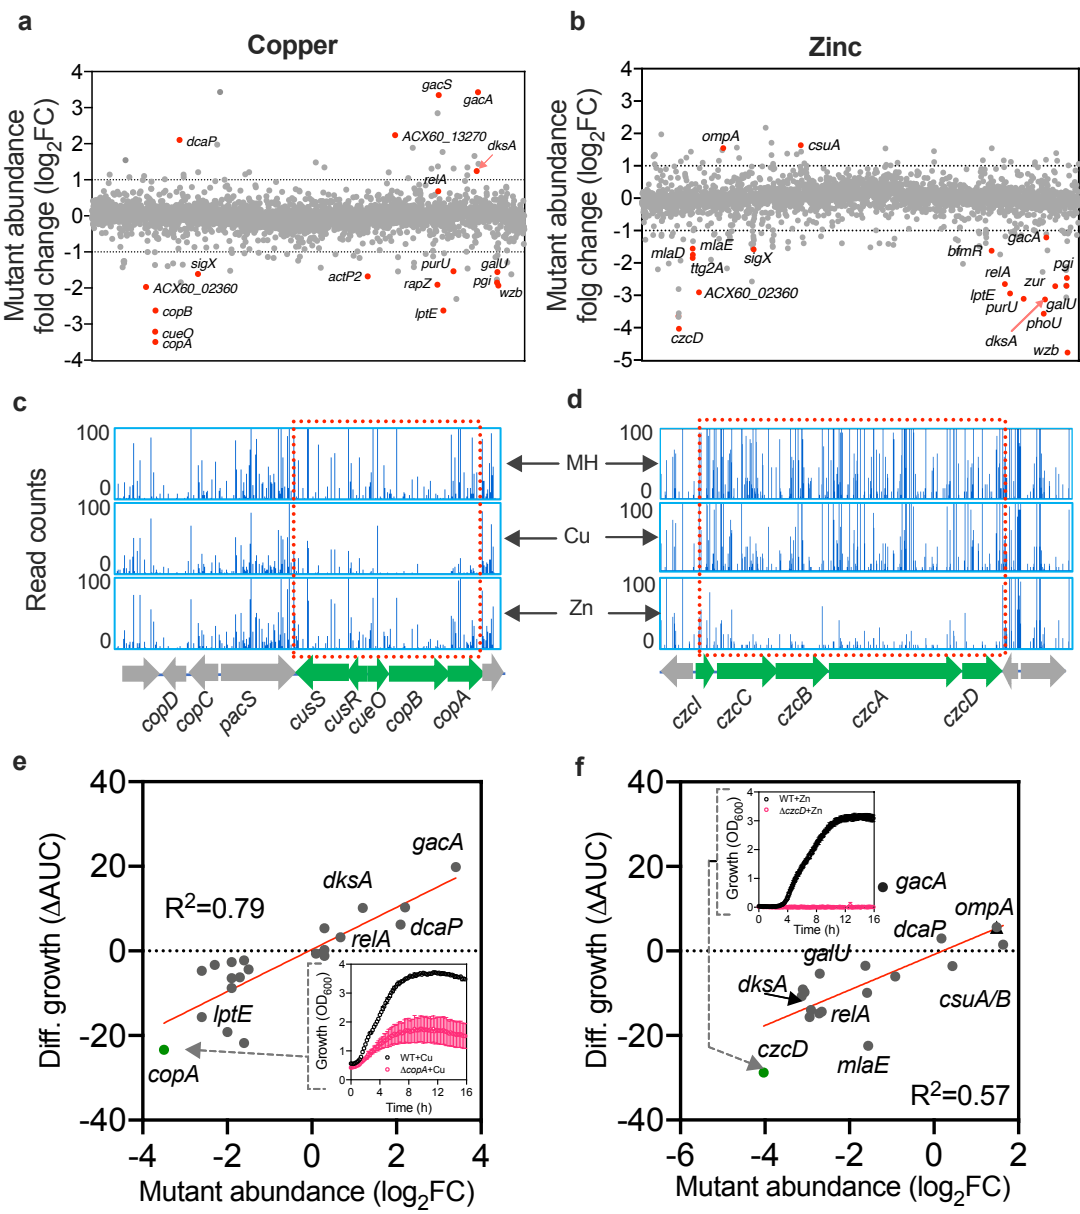 a
Copper
Mutant abundance
fold change (log2FC)
4
3
2
1
0
-1
-2
-3
-4
gacS
gacA
ACX60_13270
dcaP
dksA
relA
sigX
actP2
purU
galU
ACX60_02360
rapZ
pgi
wzb
copB
lptE
cueO
copA
b
Zinc
Mutant abundance
folg change (log2FC)
4
3
2
1
0
-1
-2
-3
-4
-5
ompA
csuA
gacA
mlaD
mlaE
bfmR
ttg2A
sigX
relA
zur
pgi
ACX60_02360
lptE
purU
galU
phoU
czcD
dksA
wzb
c
Read counts
100
0
100
0
100
0
MH
Cu
Zn
copD
copC
pacS
cusS
cusR
cueO
copB
copA
d
100
0
100
0
100
0
czcI
czcC
czcB
czcA
czcD
e
Diff. growth (ΔAUC)
40
20
0
-20
-40
R2=0.79
gacA
dksA
dcaP
relA
lptE
copA
Growth (OD600)
4
3
2
1
0
WT+Cu
ΔcopA+Cu
0
4
8
12
16
Time (h)
-4
-2
0
2
4
Mutant abundance (log2FC)
f
Diff. growth (ΔAUC)
40
20
0
-20
-40
Growth (OD600)
4
3
2
1
0
WT+Zn
ΔczcD+Zn
0
4
8
12
16
Time (h)
gacA
ompA
dcaP
galU
dksA
relA
csuA/B
czcD
mlaE
R2=0.57
-6
-4
-2
0
2
Mutant abundance (log2FC)